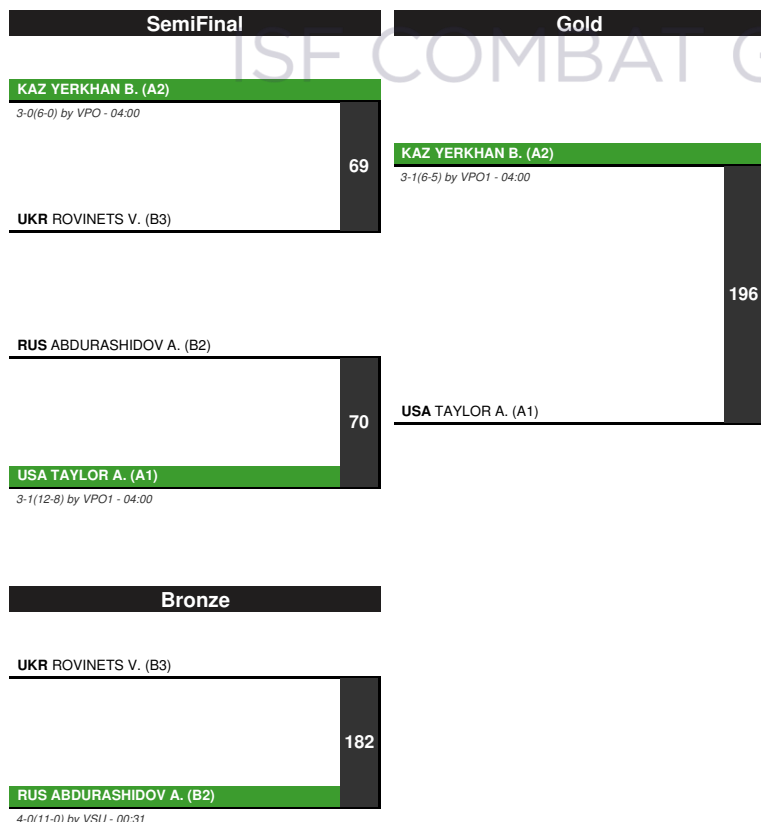 SemiFinal
Gold
ISF COMBAT G
KAZ YERKHAN B. (A2)
3-0(6-0) by VPO - 04:00
69
KAZ YERKHAN B. (A2)
3-1(6-5) by VPO1 - 04:00
UKR ROVINETS V. (B3)
196
RUS ABDURASHIDOV A. (B2)
70
USA TAYLOR A. (A1)
USA TAYLOR A. (A1)
3-1(12-8) by VPO1 - 04:00
Bronze
UKR ROVINETS V. (B3)
182
RUS ABDURASHIDOV A. (B2)
4-0(11-0) by VSU - 00:31